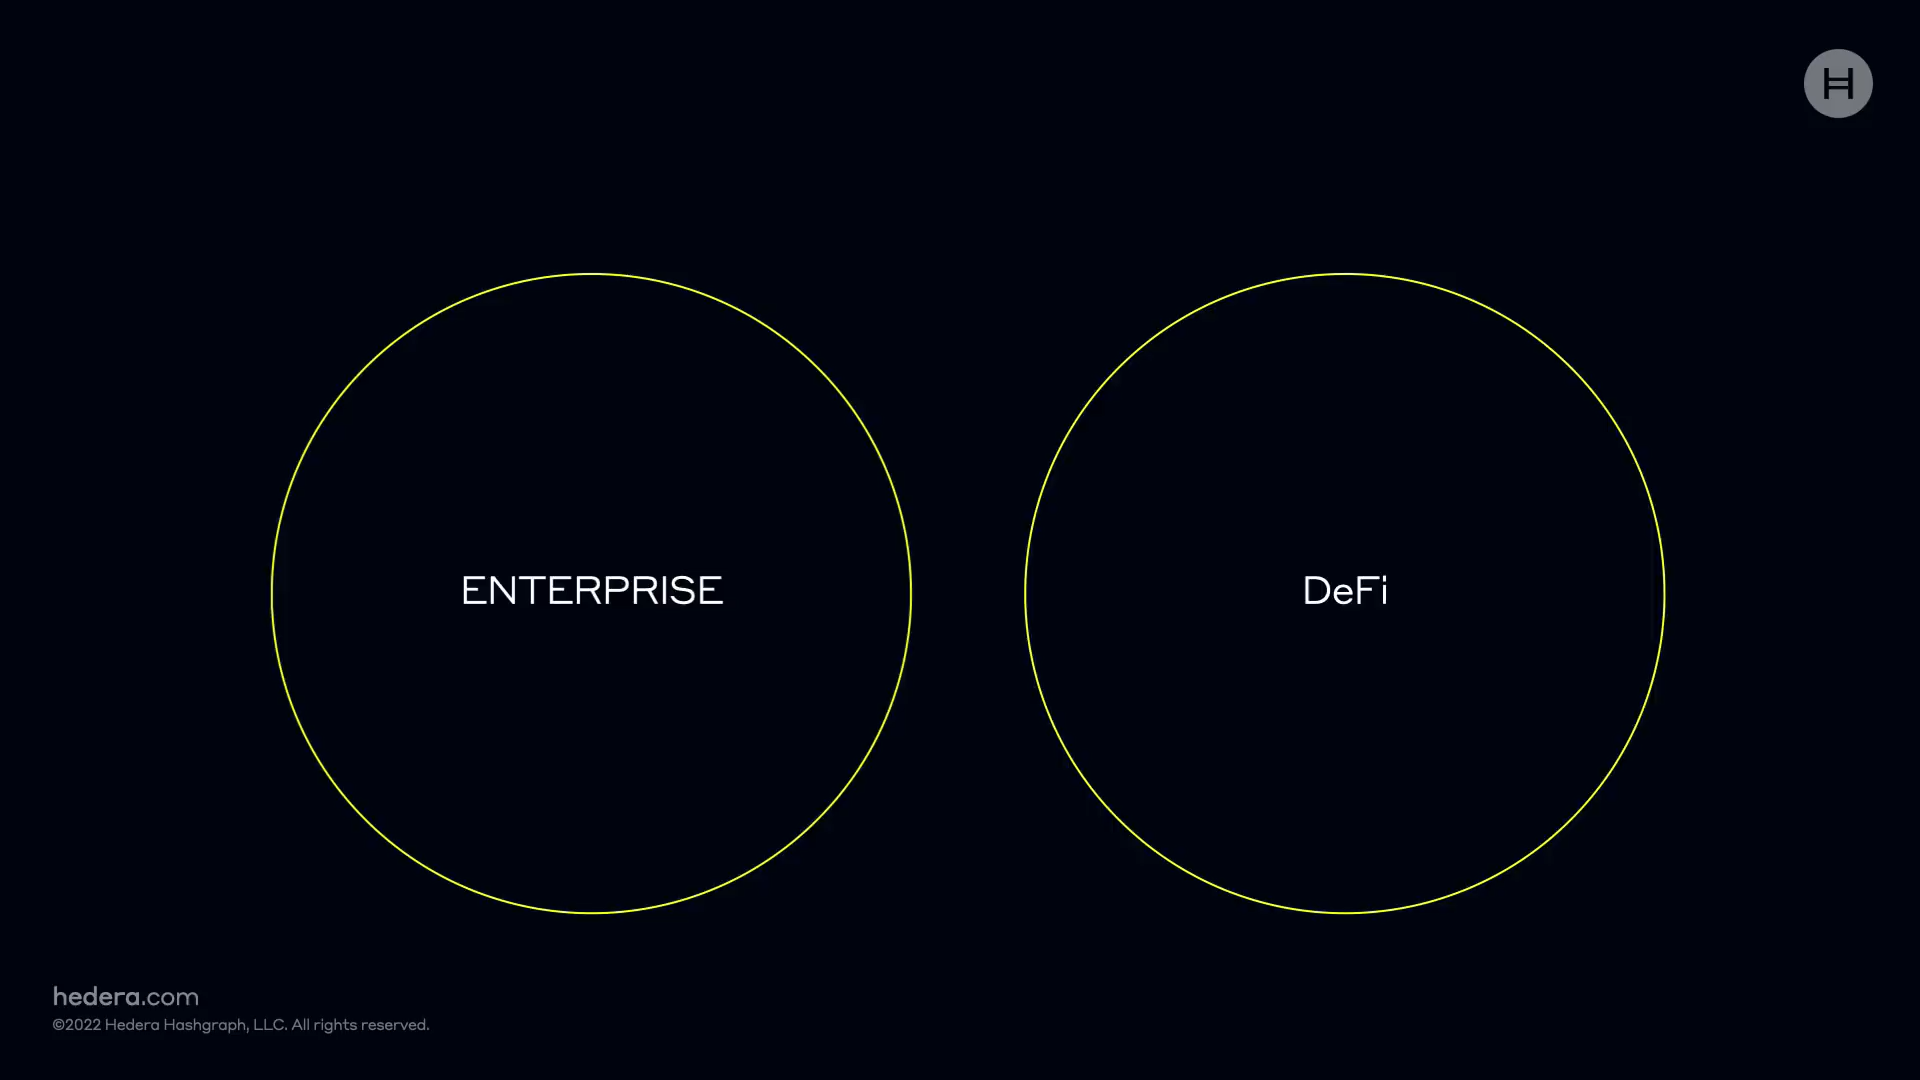 H
ENTERPRISE
DeFi
hedera.com
©2022 Hedera Hashgraph, LLC. All rights reserved.